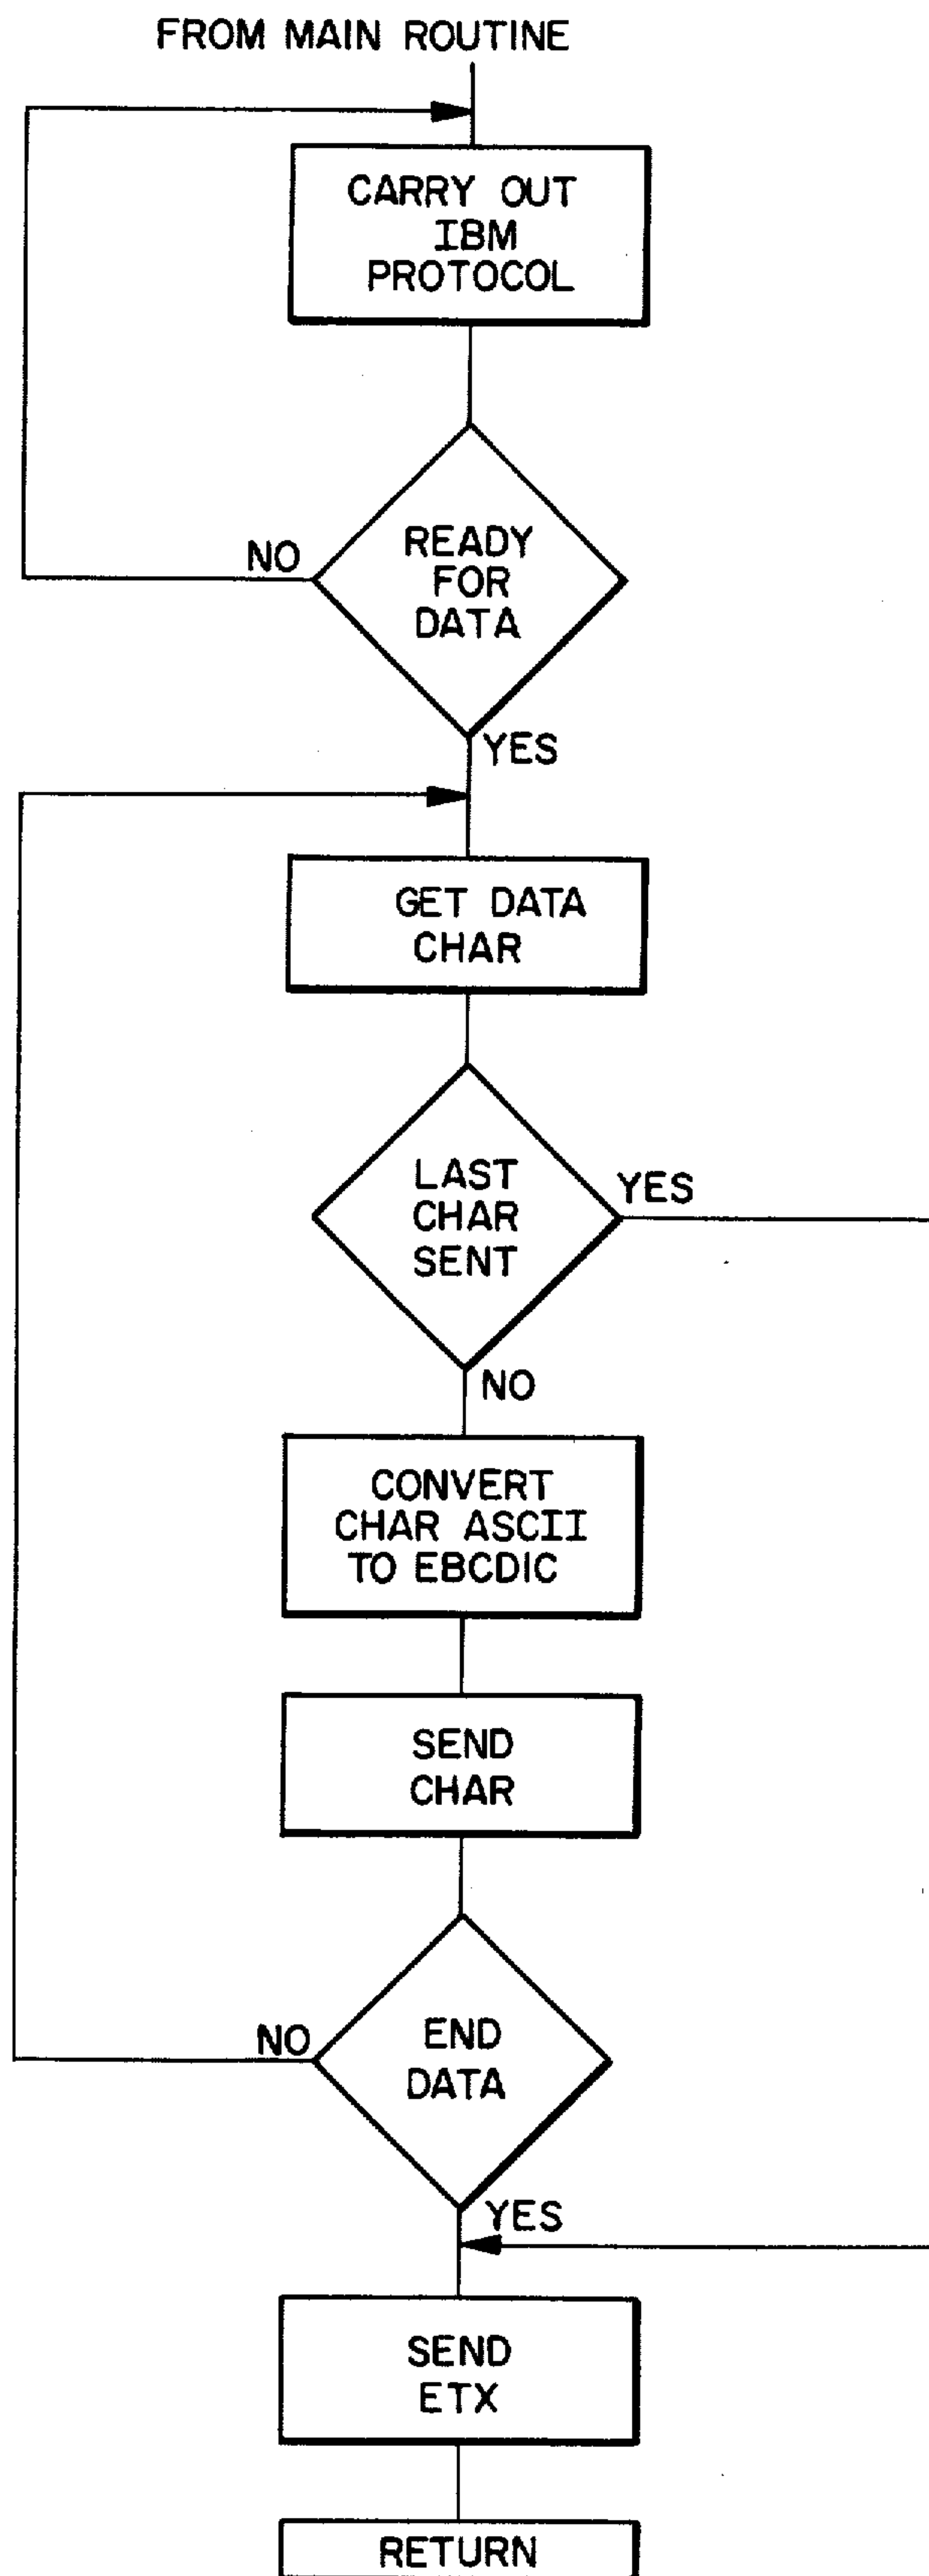 FROM MAIN ROUTINE
CARRY OUT
IBM
PROTOCOL
NO
READY
FOR
DATA
YES
GET DATA
CHAR
LAST
CHAR
SENT
YES
NO
CONVERT
CHAR ASCII
TO EBCDIC
SEND
CHAR
NO
END
DATA
YES
SEND
ETX
RETURN